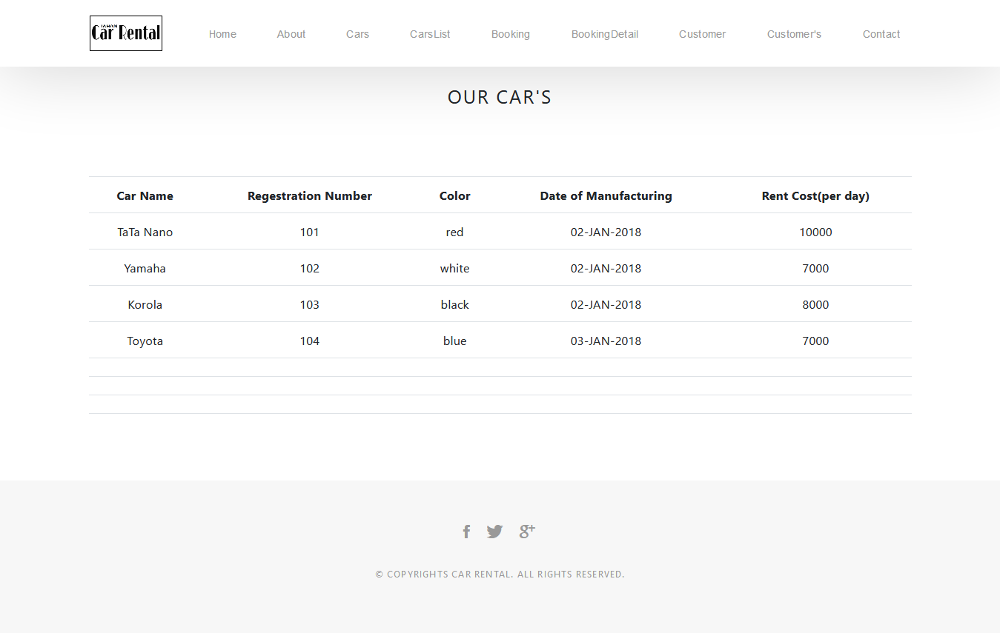 JAHAN
Car Rental
Home About Cars CarsList Booking BookingDetail Customer Customer's Contact
OUR CAR'S
Car Name Regestration Number Color Date of Manufacturing Rent Cost(per day)
TaTa Nano 101 red 02-JAN-2018 10000
Yamaha 102 white 02-JAN-2018 7000
Korola 103 black 02-JAN-2018 8000
Toyota 104 blue 03-JAN-2018 7000
© COPYRIGHTS CAR RENTAL. ALL RIGHTS RESERVED.